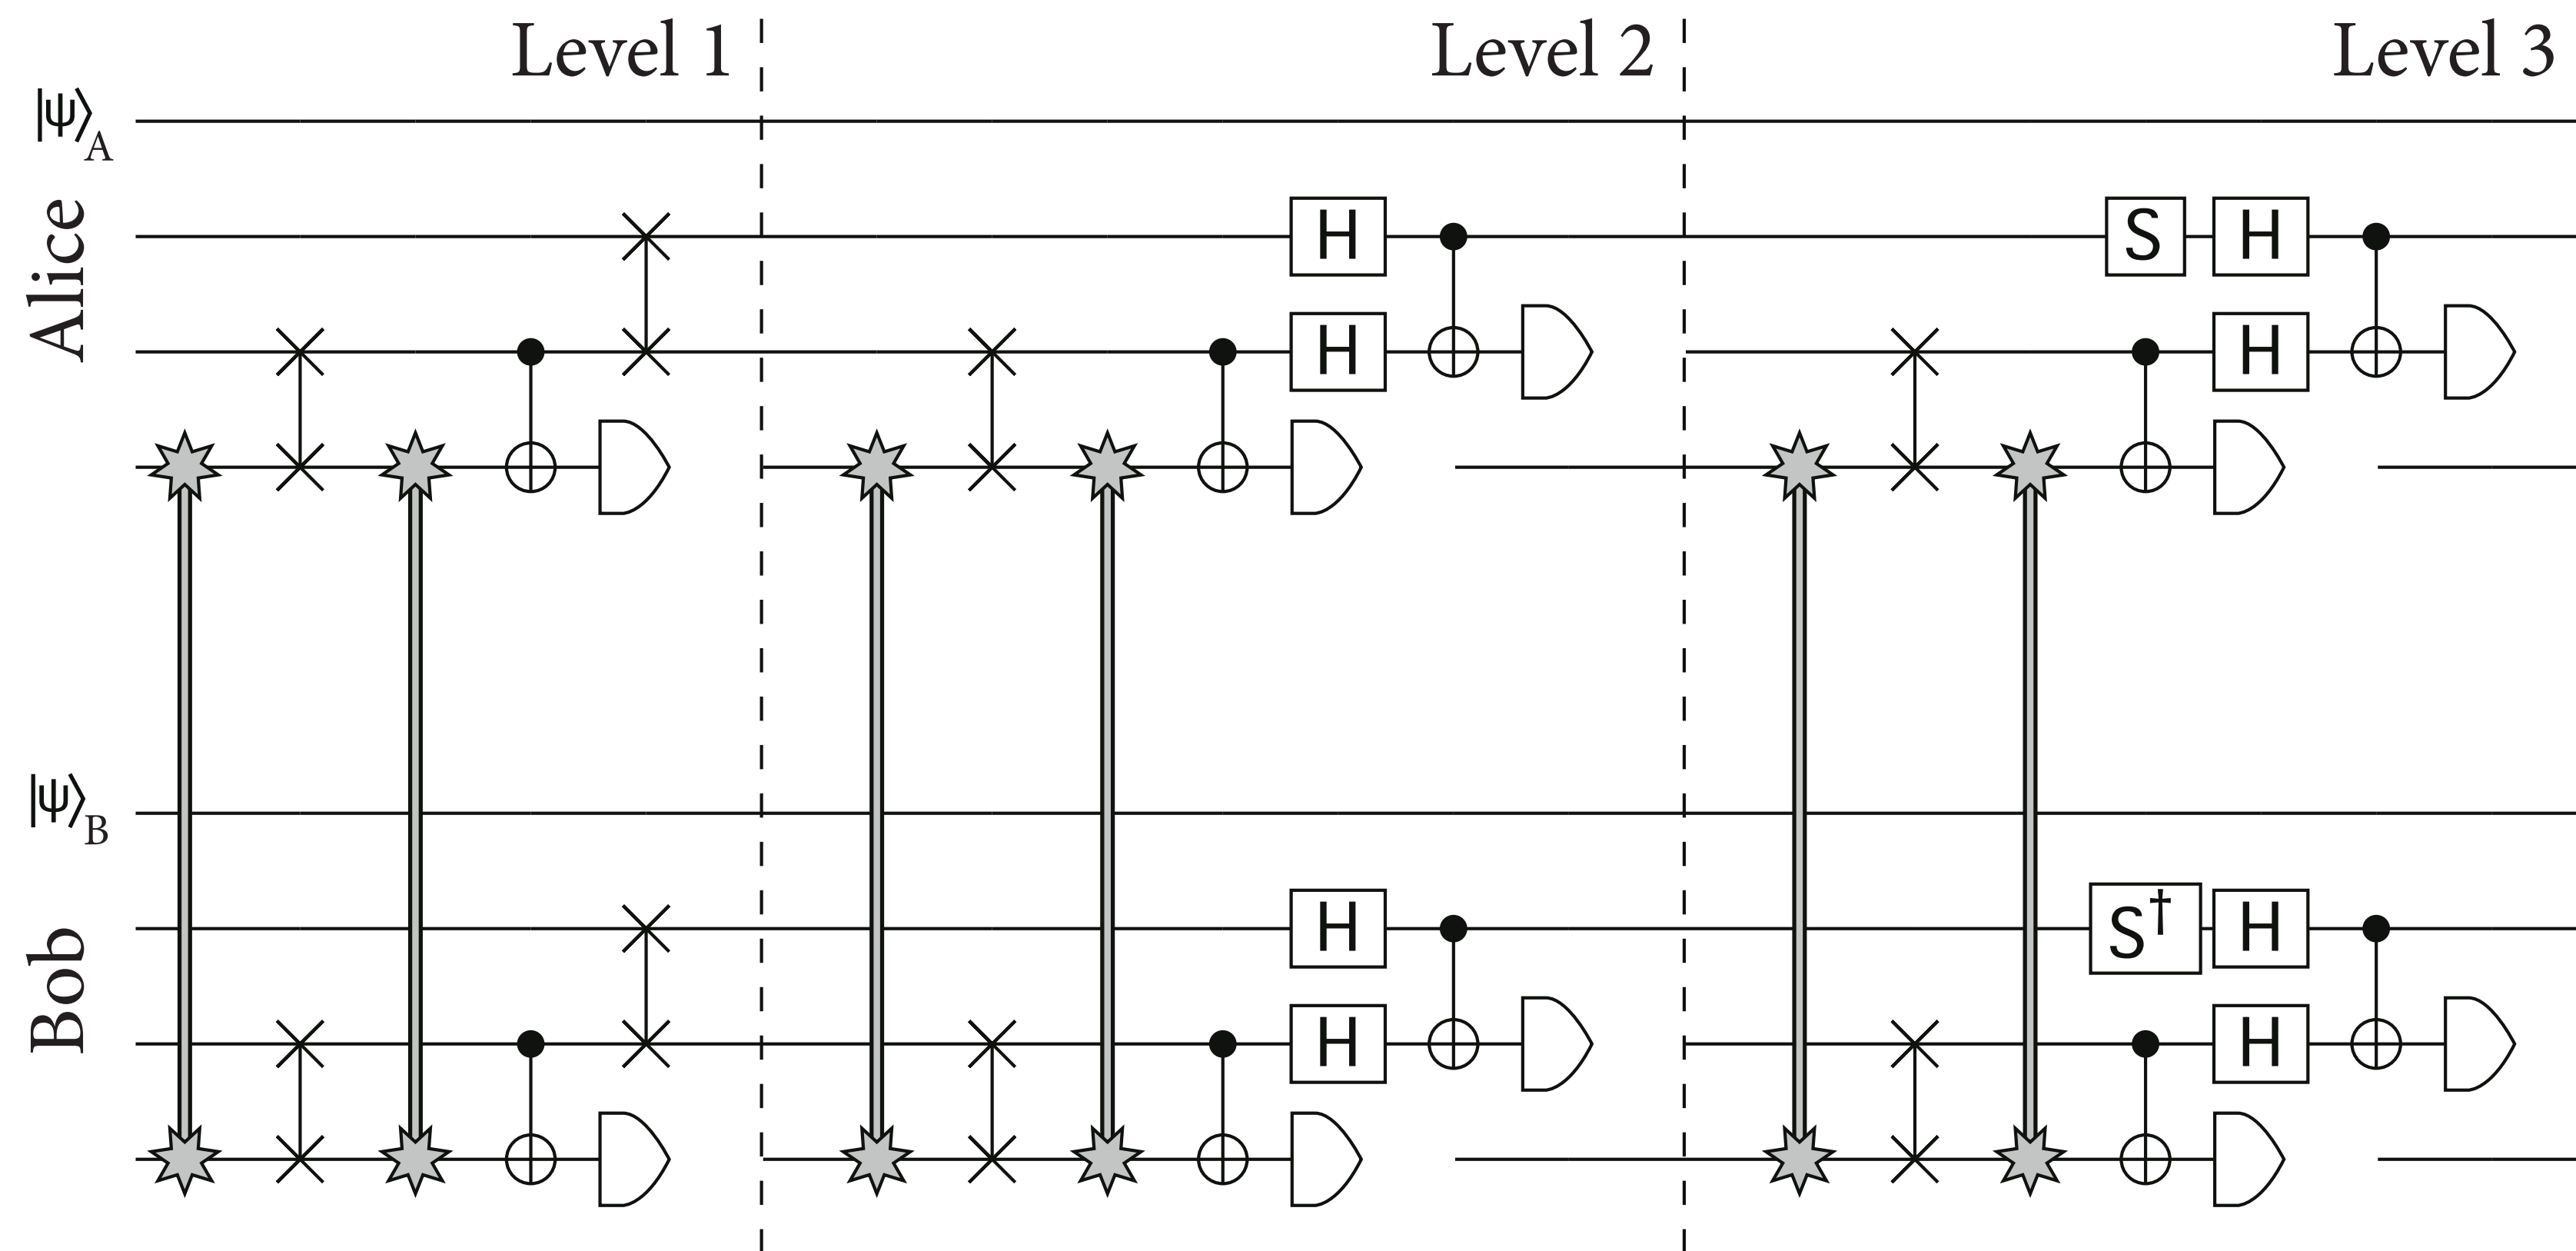 Level 1 Level 2 Level 3
|ψ⟩A
Alice
H H S H
H H
|ψ⟩B
Bob
H S† H
H H